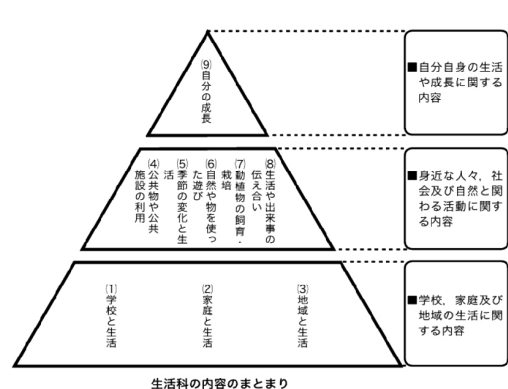 ⑼自分の成長
■自分自身の生活
や成長に関する
内容
⑷公共物や公共
施設の利用
⑸季節の変化と生
活
⑹自然や物を使っ
た遊び
⑺動植物の飼育・
栽培
⑻生活や出来事の
伝え合い
■身近な人々，社
会及び自然と関
わる活動に関す
る内容
⑴学校と生活
⑵家庭と生活
⑶地域と生活
■学校，家庭及び
地域の生活に関
する内容
生活科の内容のまとまり